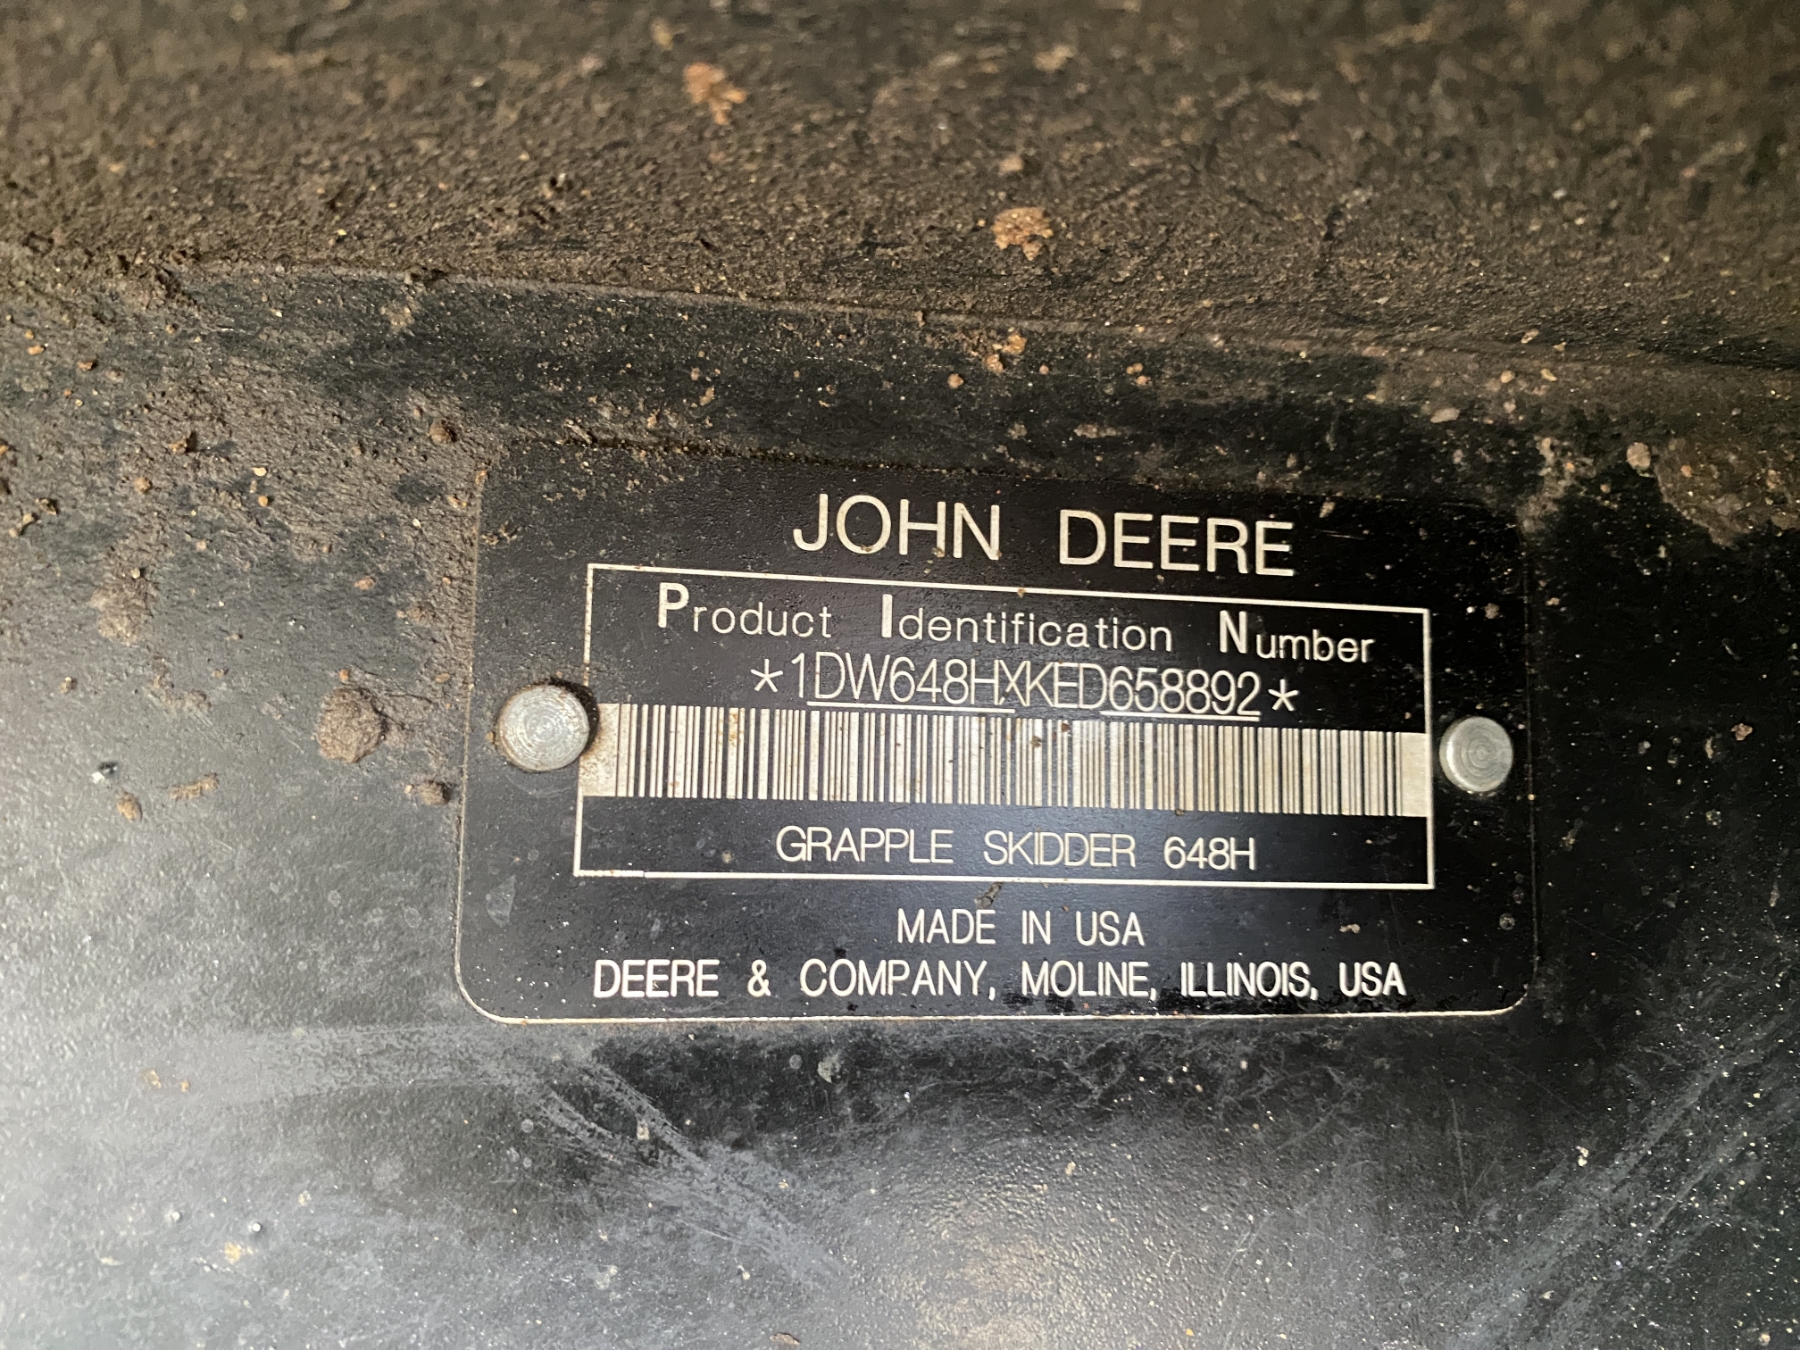 JOHN DEERE
Product Identification Number
*1DW648HXKED658892*
GRAPPLE SKIDDER 648H
MADE IN USA
DEERE & COMPANY, MOLINE, ILLINOIS, USA